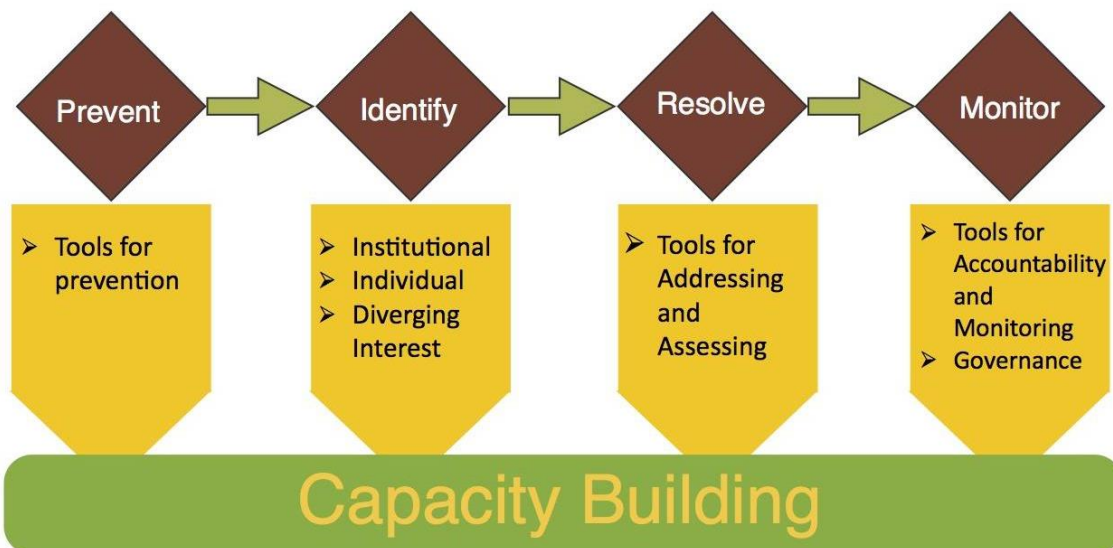 Prevent
Identify
Resolve
Monitor
➢ Tools for
prevention
➢ Institutional
➢ Individual
➢ Diverging
Interest
➢ Tools for
Addressing
and
Assessing
➢ Tools for
Accountability
and
Monitoring
➢ Governance
Capacity Building